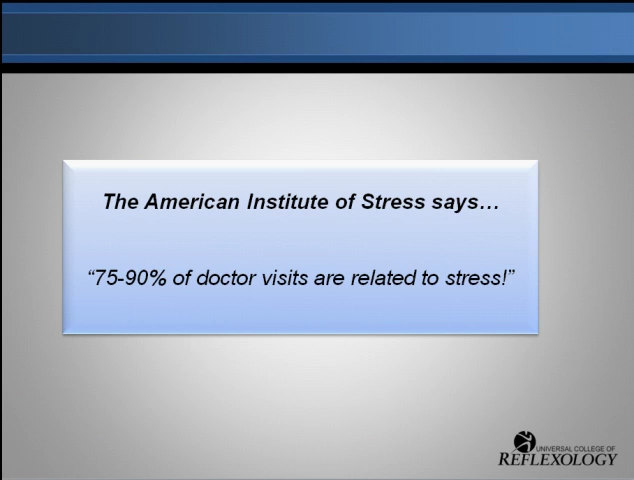 The American Institute of Stress says…
“75-90% of doctor visits are related to stress!”
UNIVERSAL COLLEGE OF
REFLEXOLOGY